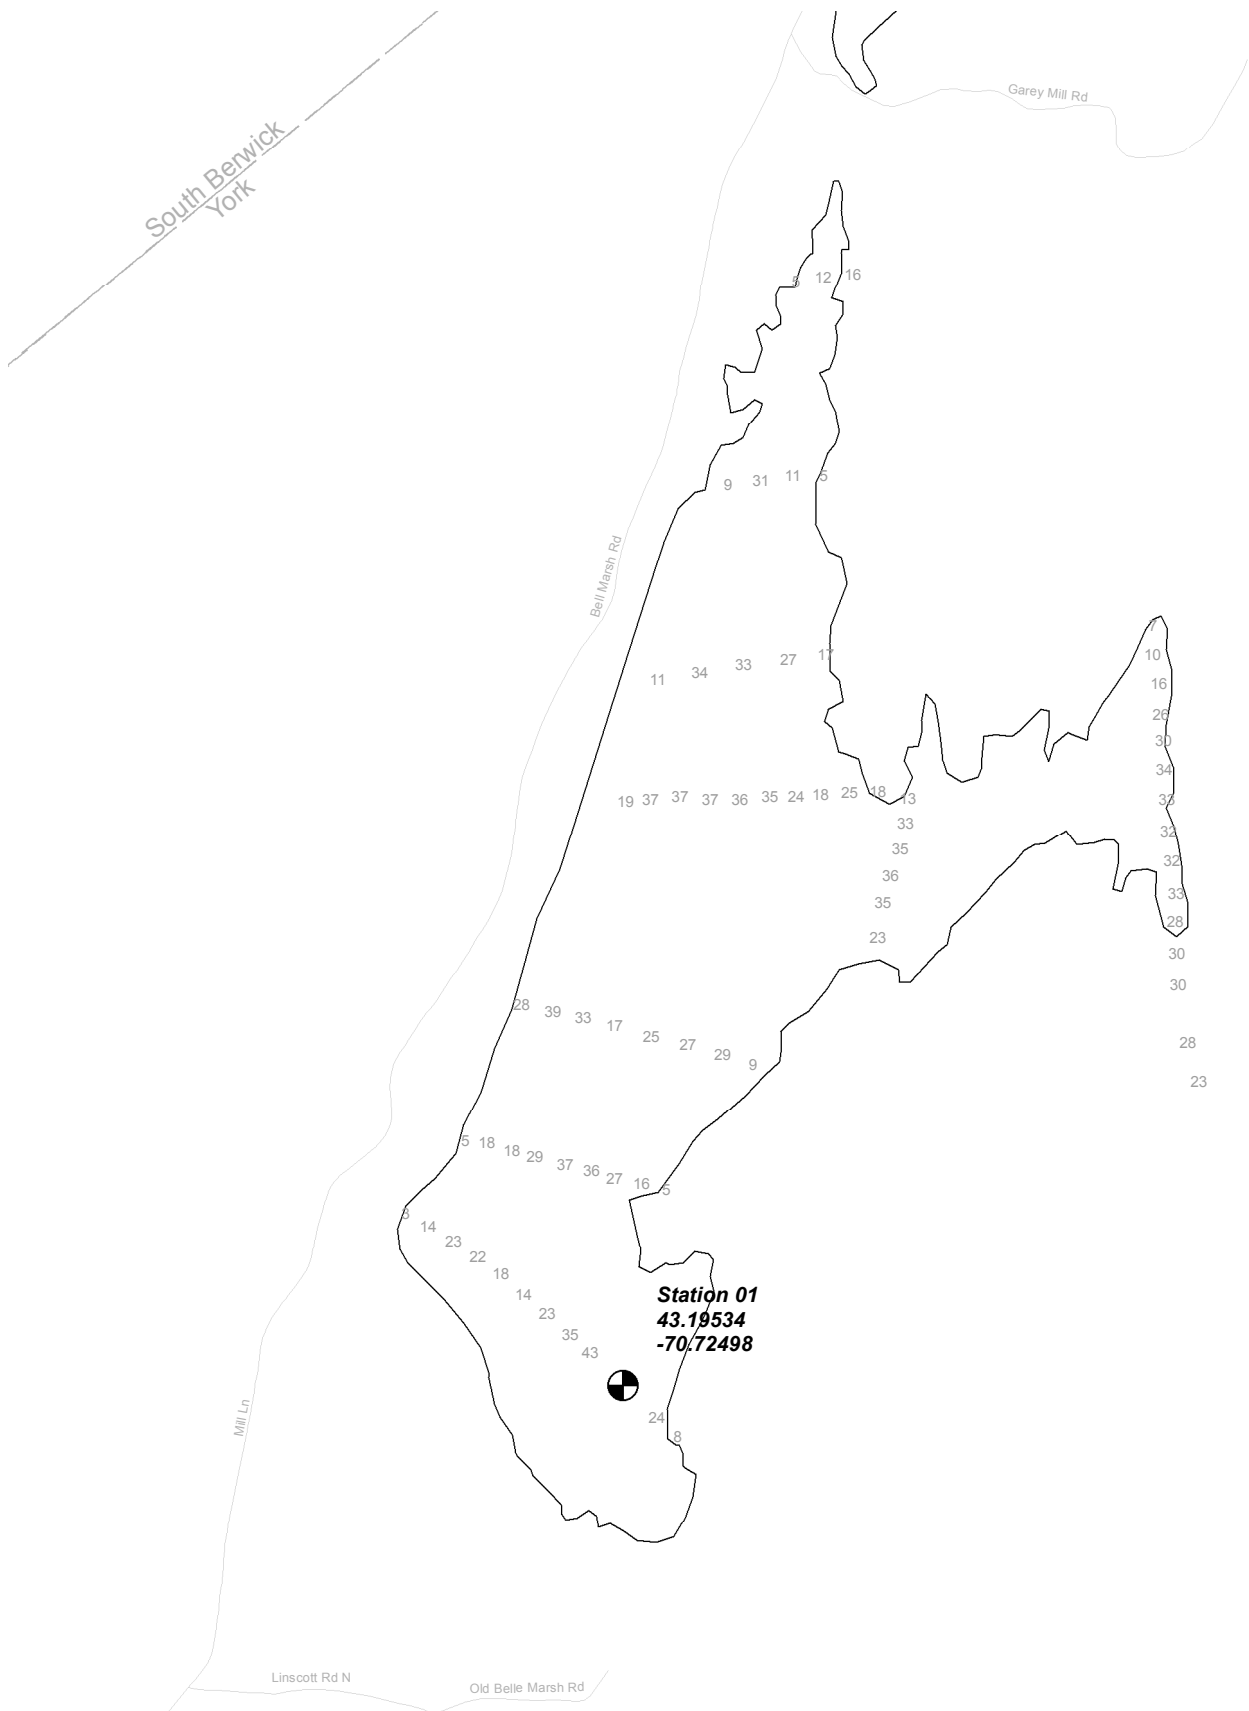 Garey Mill Rd
South Berwick
York
5 12 16
9 31 11 5
Bell Marsh Rd
7
11 34 33 27 17
10
16
26
30
34
19 37 37 37 36 35 24 18 25 18 13
33
33
32
35
32
36
33
35
28
23
30
30
28 39 33 17 25 27 29 9
28
23
5 18 18 29 37 36 27 16 5
3 14 23 22 18 14 23 35 43
Station 01
43.19534
-70.72498
24
8
Mill Ln
Linscott Rd N
Old Belle Marsh Rd